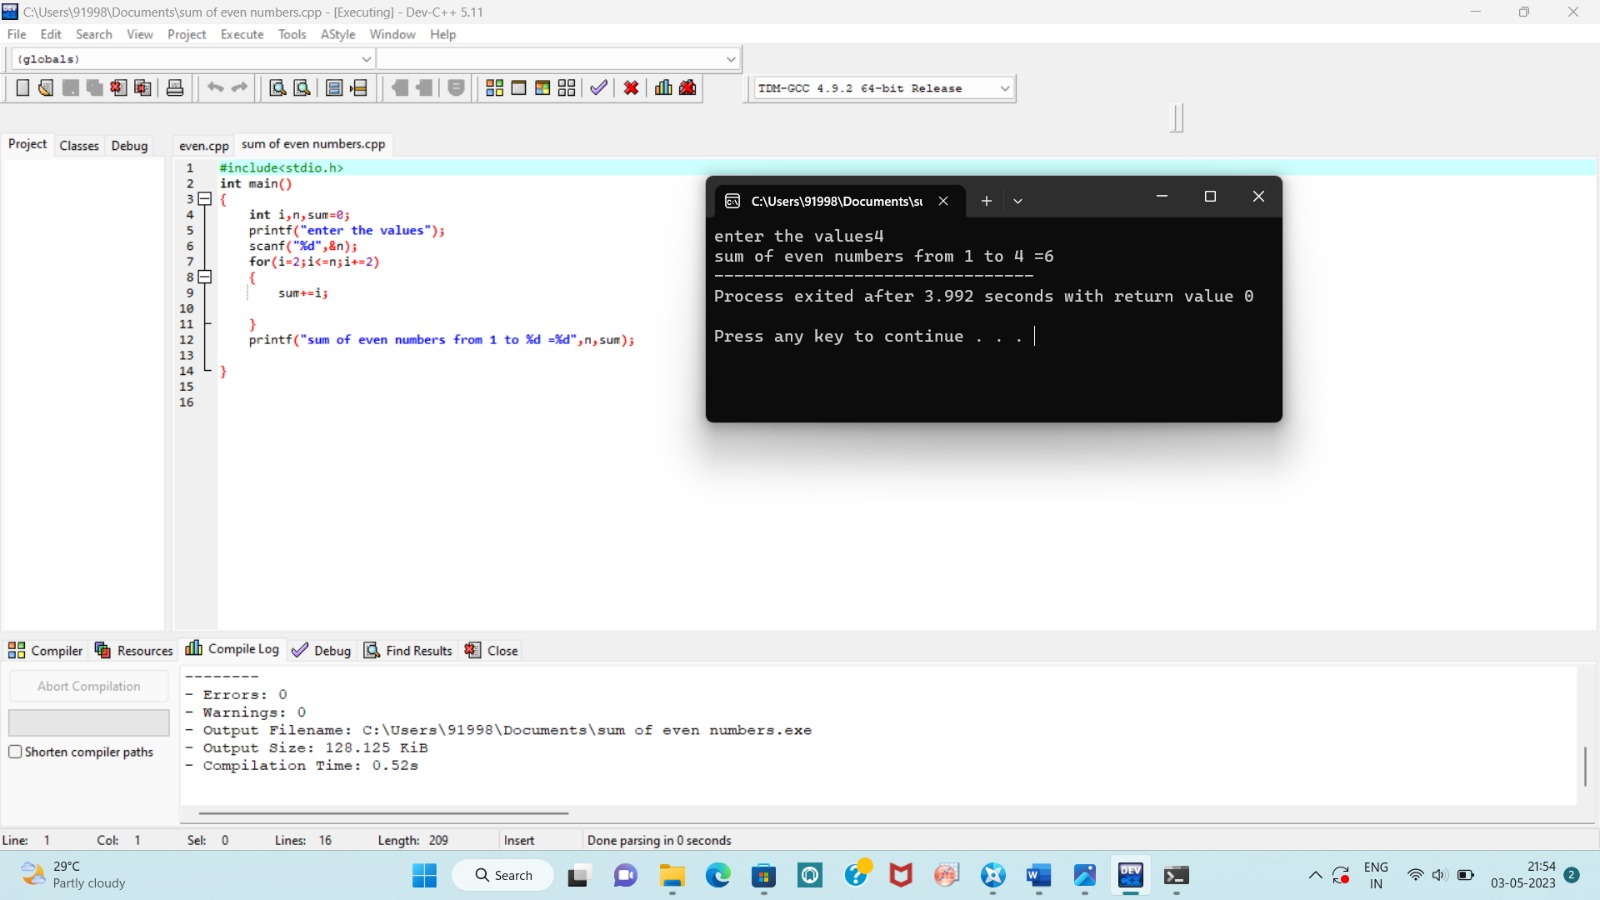 C:\Users\91998\Documents\sum of even numbers.cpp - [Executing] - Dev-C++ 5.11
File Edit Search View Project Execute Tools AStyle Window Help
(globals)
TDM-GCC 4.9.2 64-bit Release
Project Classes Debug even.cpp sum of even numbers.cpp
1 #include<stdio.h>
2 int main()
3 {
4 int i,n,sum=0;
5 printf("enter the values");
6 scanf("%d",&n);
7 for(i=2;i<=n;i+=2)
8 {
9 sum+=i;
10
11 }
12 printf("sum of even numbers from 1 to %d =%d",n,sum);
13
14 }
15
16
C:\Users\91998\Documents\su
enter the values4
sum of even numbers from 1 to 4 =6
--------------------------------
Process exited after 3.992 seconds with return value 0
Press any key to continue . . .
Compiler Resources Compile Log Debug Find Results Close
Abort Compilation
Shorten compiler paths
--------
- Errors: 0
- Warnings: 0
- Output Filename: C:\Users\91998\Documents\sum of even numbers.exe
- Output Size: 128.125 KiB
- Compilation Time: 0.52s
Line: 1 Col: 1 Sel: 0 Lines: 16 Length: 209 Insert Done parsing in 0 seconds
29°C
Partly cloudy
Search
DEV
ENG
IN
21:54
03-05-2023
2